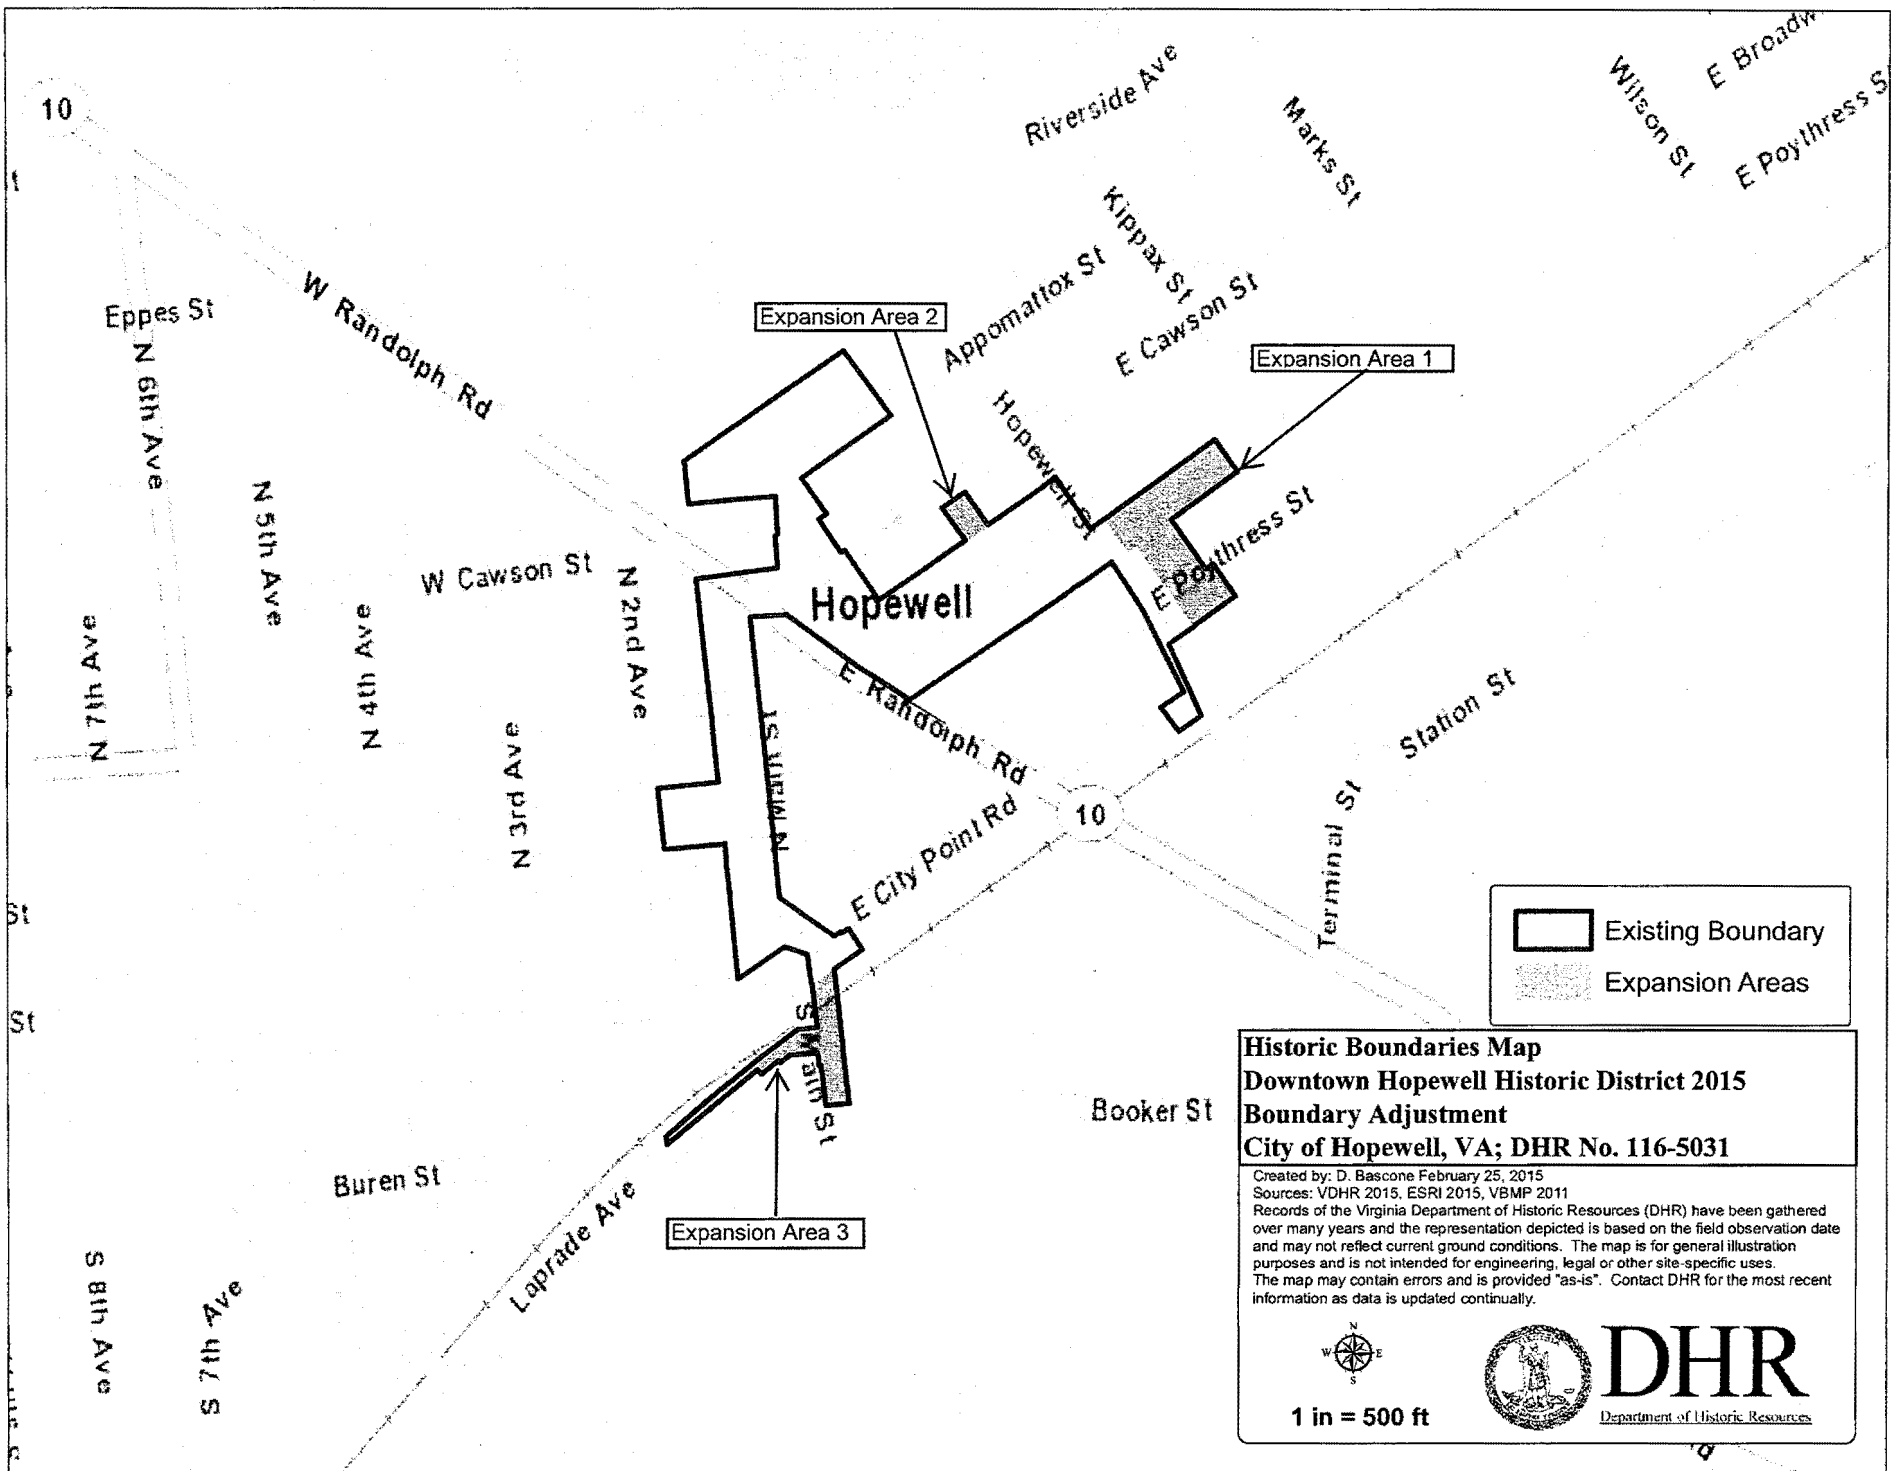 10
Riverside Ave
Marks St
Wilson St
E Poythress S
Kippax St
Appomattox St
E Cawson St
Eppes St
N 6th Ave
W Randolph Rd
Expansion Area 2
Expansion Area 1
Hopewell St
E Poythress St
N 5th Ave
W Cawson St
N 2nd Ave
Hopewell
N 7th Ave
N 4th Ave
N 3rd Ave
N Main St
E Randolph Rd
10
E City Point Rd
Station St
Terminal St
St
St
S Main St
Booker St
Buren St
Laprade Ave
Expansion Area 3
S 8th Ave
S 7th Ave
Existing Boundary
Expansion Areas
Historic Boundaries Map
Downtown Hopewell Historic District 2015
Boundary Adjustment
City of Hopewell, VA; DHR No. 116-5031
Created by: D. Bascone February 25, 2015
Sources: VDHR 2015, ESRI 2015, VBMP 2011
Records of the Virginia Department of Historic Resources (DHR) have been gathered
over many years and the representation depicted is based on the field observation date
and may not reflect current ground conditions. The map is for general illustration
purposes and is not intended for engineering, legal or other site-specific uses.
The map may contain errors and is provided "as-is". Contact DHR for the most recent
information as data is updated continually.
N
W E
S
1 in = 500 ft
DHR
Department of Historic Resources